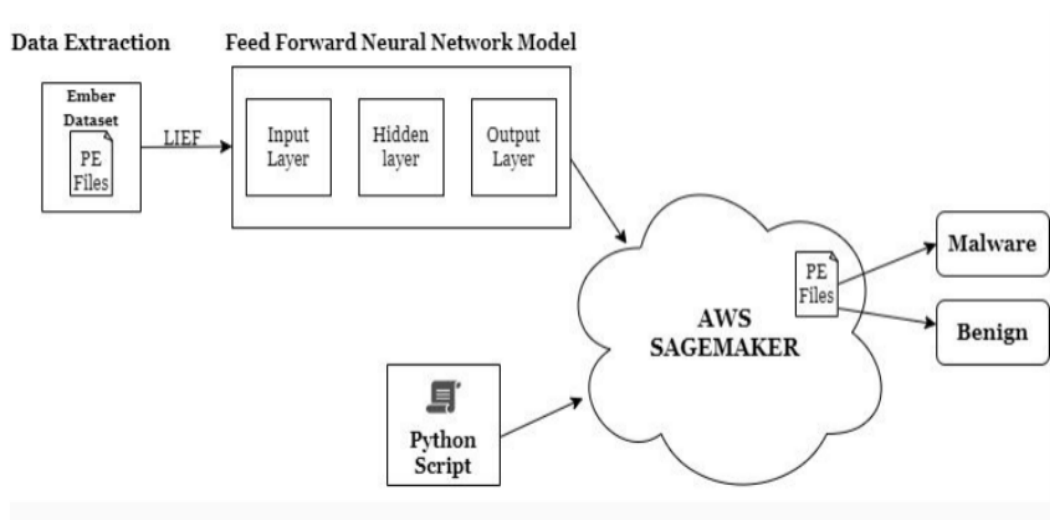 Data Extraction
Feed Forward Neural Network Model
Ember
Dataset
PE
Files
LIEF
Input
Layer
Hidden
layer
Output
Layer
PE
Files
Malware
Benign
AWS
SAGEMAKER
Python
Script